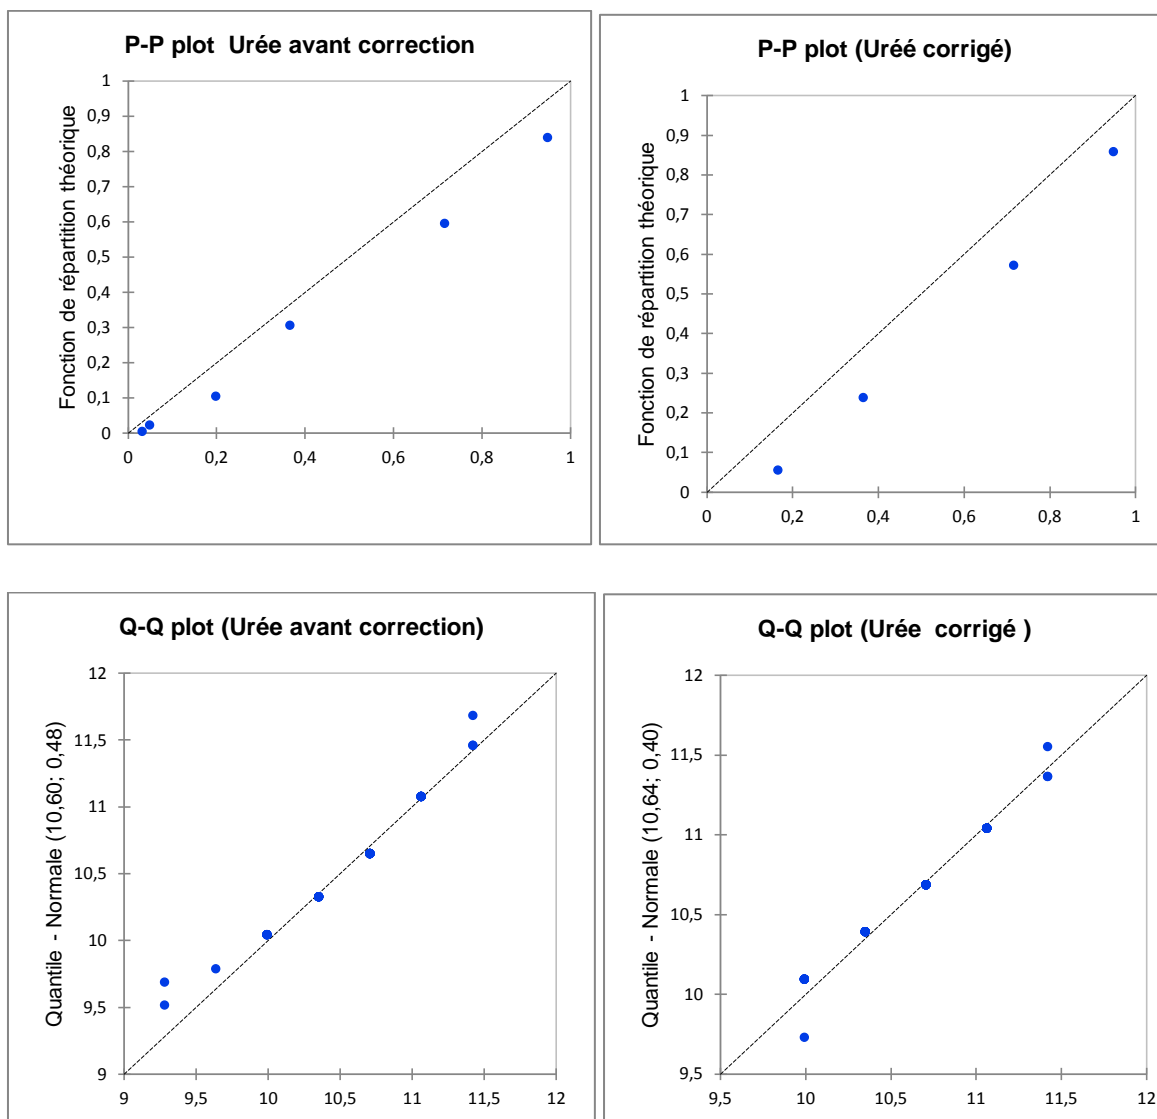 P-P plot  Urée avant correction
Fonction de répartition théorique
1
0,9
0,8
0,7
0,6
0,5
0,4
0,3
0,2
0,1
0
0 0,2 0,4 0,6 0,8 1
P-P plot (Uréé corrigé)
Fonction de répartition théorique
1
0,9
0,8
0,7
0,6
0,5
0,4
0,3
0,2
0,1
0
0 0,2 0,4 0,6 0,8 1
Q-Q plot (Urée avant correction)
Quantile - Normale (10,60; 0,48)
12
11,5
11
10,5
10
9,5
9
9 9,5 10 10,5 11 11,5 12
Q-Q plot (Urée  corrigé )
Quantile - Normale (10,64; 0,40)
12
11,5
11
10,5
10
9,5
9,5 10 10,5 11 11,5 12